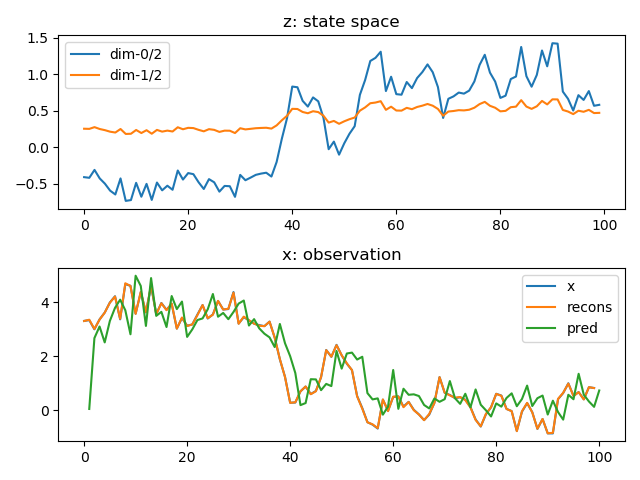 z: state space
1.5
1.0
0.5
0.0
−0.5
dim-0/2
dim-1/2
0 20 40 60 80 100
x: observation
4
2
0
x
recons
pred
0 20 40 60 80 100